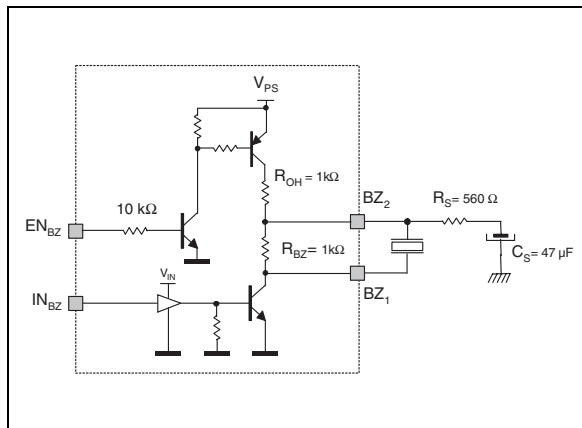 V_PS
R_OH = 1kΩ
BZ_2
R_S= 560 Ω
10 kΩ
EN_BZ
R_BZ= 1kΩ
C_S= 47 µF
V_IN
IN_BZ
BZ_1